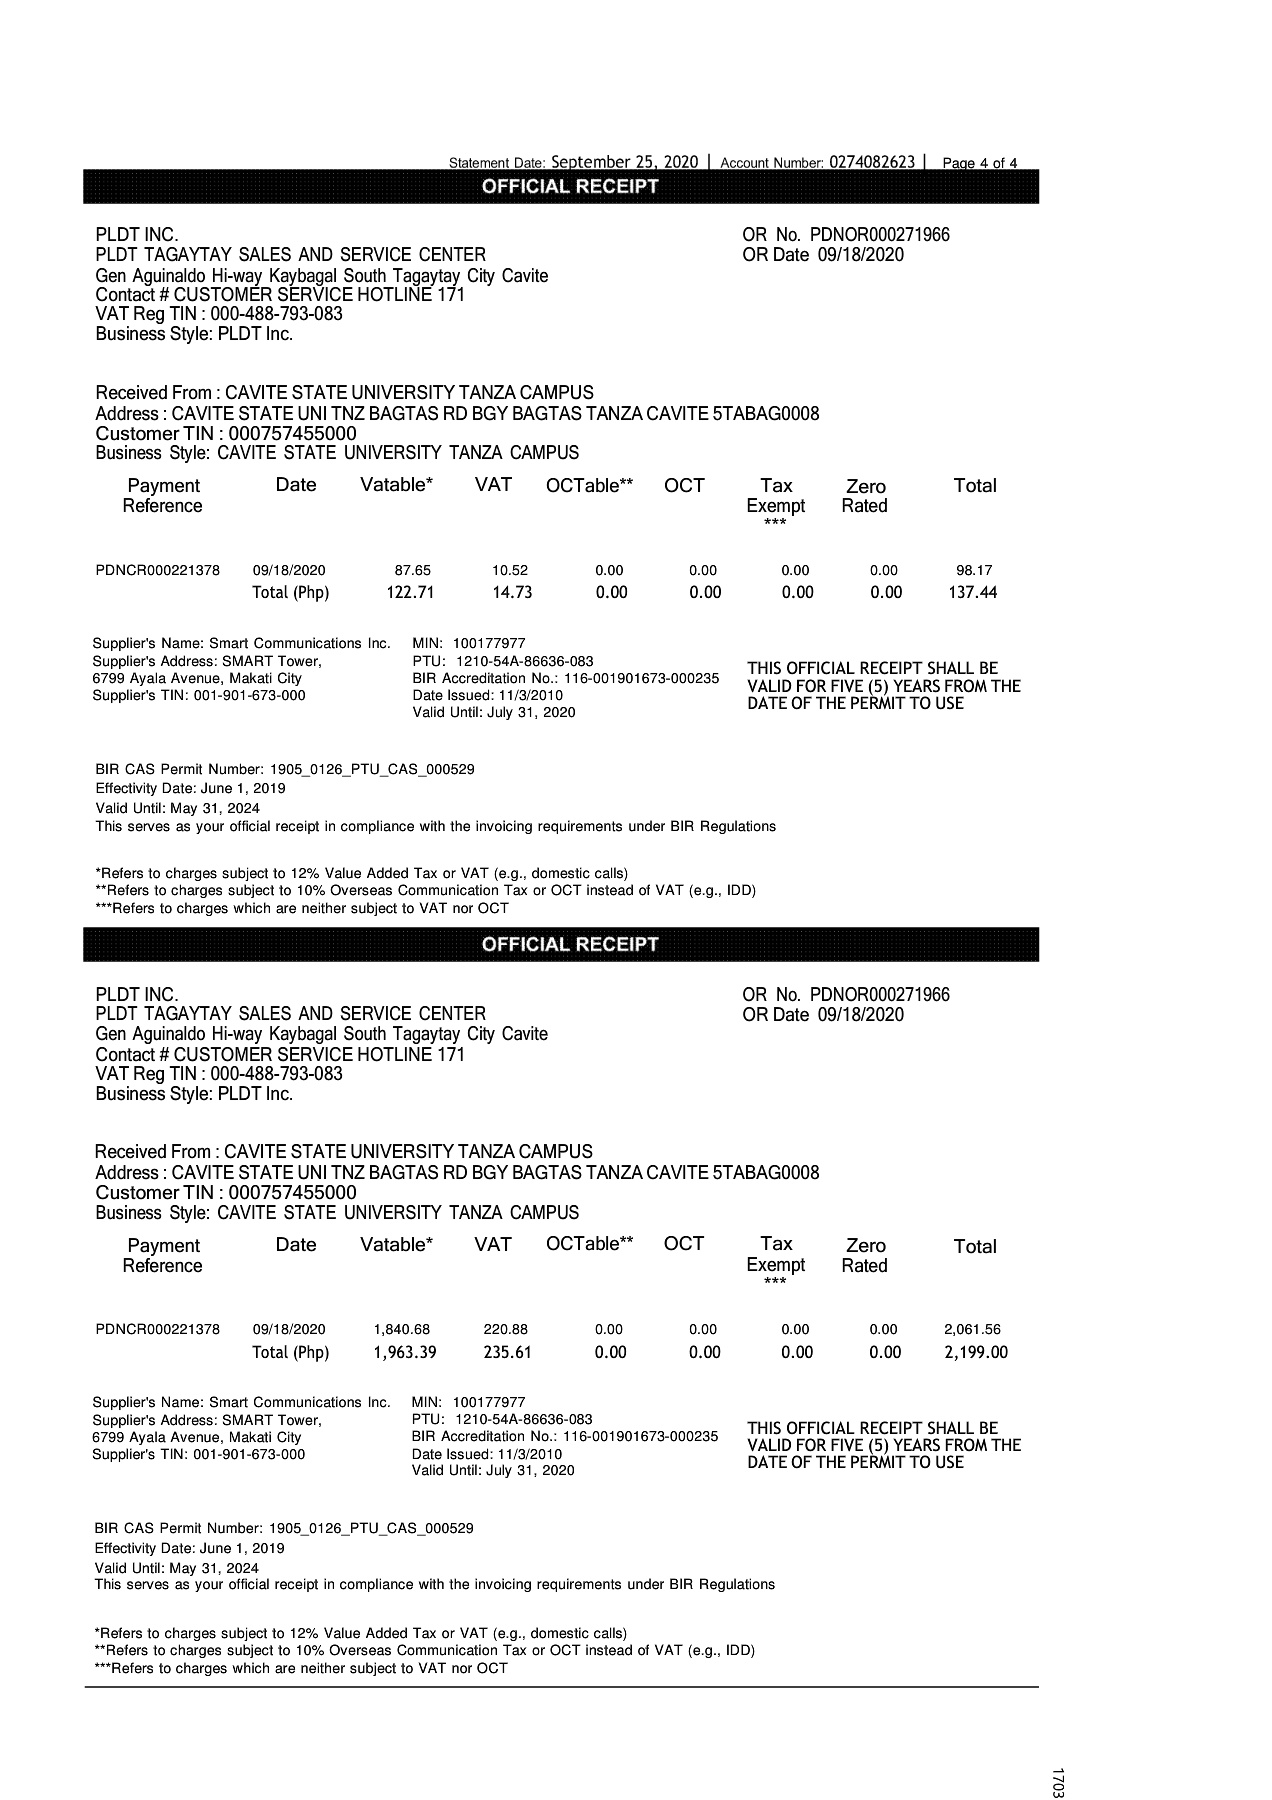 Statement Date: September 25, 2020 | Account Number: 0274082623 | Page 4 of 4
OFFICIAL RECEIPT
PLDT INC. OR No. PDNOR000271966
PLDT TAGAYTAY SALES AND SERVICE CENTER OR Date 09/18/2020
Gen Aguinaldo Hi-way Kaybagal South Tagaytay City Cavite
Contact # CUSTOMER SERVICE HOTLINE 171
VAT Reg TIN : 000-488-793-083
Business Style: PLDT Inc.
Received From : CAVITE STATE UNIVERSITY TANZA CAMPUS
Address : CAVITE STATE UNI TNZ BAGTAS RD BGY BAGTAS TANZA CAVITE 5TABAG0008
Customer TIN : 000757455000
Business Style: CAVITE STATE UNIVERSITY TANZA CAMPUS
Payment Date Vatable* VAT OCTable** OCT Tax Zero Total
Reference Exempt Rated
***
PDNCR000221378 09/18/2020 87.65 10.52 0.00 0.00 0.00 0.00 98.17
Total (Php) 122.71 14.73 0.00 0.00 0.00 0.00 137.44
Supplier's Name: Smart Communications Inc. MIN: 100177977
Supplier's Address: SMART Tower, PTU: 1210-54A-86636-083 THIS OFFICIAL RECEIPT SHALL BE
6799 Ayala Avenue, Makati City BIR Accreditation No.: 116-001901673-000235 VALID FOR FIVE (5) YEARS FROM THE
Supplier's TIN: 001-901-673-000 Date Issued: 11/3/2010 DATE OF THE PERMIT TO USE
Valid Until: July 31, 2020
BIR CAS Permit Number: 1905_0126_PTU_CAS_000529
Effectivity Date: June 1, 2019
Valid Until: May 31, 2024
This serves as your official receipt in compliance with the invoicing requirements under BIR Regulations
*Refers to charges subject to 12% Value Added Tax or VAT (e.g., domestic calls)
**Refers to charges subject to 10% Overseas Communication Tax or OCT instead of VAT (e.g., IDD)
***Refers to charges which are neither subject to VAT nor OCT
OFFICIAL RECEIPT
PLDT INC. OR No. PDNOR000271966
PLDT TAGAYTAY SALES AND SERVICE CENTER OR Date 09/18/2020
Gen Aguinaldo Hi-way Kaybagal South Tagaytay City Cavite
Contact # CUSTOMER SERVICE HOTLINE 171
VAT Reg TIN : 000-488-793-083
Business Style: PLDT Inc.
Received From : CAVITE STATE UNIVERSITY TANZA CAMPUS
Address : CAVITE STATE UNI TNZ BAGTAS RD BGY BAGTAS TANZA CAVITE 5TABAG0008
Customer TIN : 000757455000
Business Style: CAVITE STATE UNIVERSITY TANZA CAMPUS
Payment Date Vatable* VAT OCTable** OCT Tax Zero Total
Reference Exempt Rated
***
PDNCR000221378 09/18/2020 1,840.68 220.88 0.00 0.00 0.00 0.00 2,061.56
Total (Php) 1,963.39 235.61 0.00 0.00 0.00 0.00 2,199.00
Supplier's Name: Smart Communications Inc. MIN: 100177977
Supplier's Address: SMART Tower, PTU: 1210-54A-86636-083 THIS OFFICIAL RECEIPT SHALL BE
6799 Ayala Avenue, Makati City BIR Accreditation No.: 116-001901673-000235 VALID FOR FIVE (5) YEARS FROM THE
Supplier's TIN: 001-901-673-000 Date Issued: 11/3/2010 DATE OF THE PERMIT TO USE
Valid Until: July 31, 2020
BIR CAS Permit Number: 1905_0126_PTU_CAS_000529
Effectivity Date: June 1, 2019
Valid Until: May 31, 2024
This serves as your official receipt in compliance with the invoicing requirements under BIR Regulations
*Refers to charges subject to 12% Value Added Tax or VAT (e.g., domestic calls)
**Refers to charges subject to 10% Overseas Communication Tax or OCT instead of VAT (e.g., IDD)
***Refers to charges which are neither subject to VAT nor OCT
1703